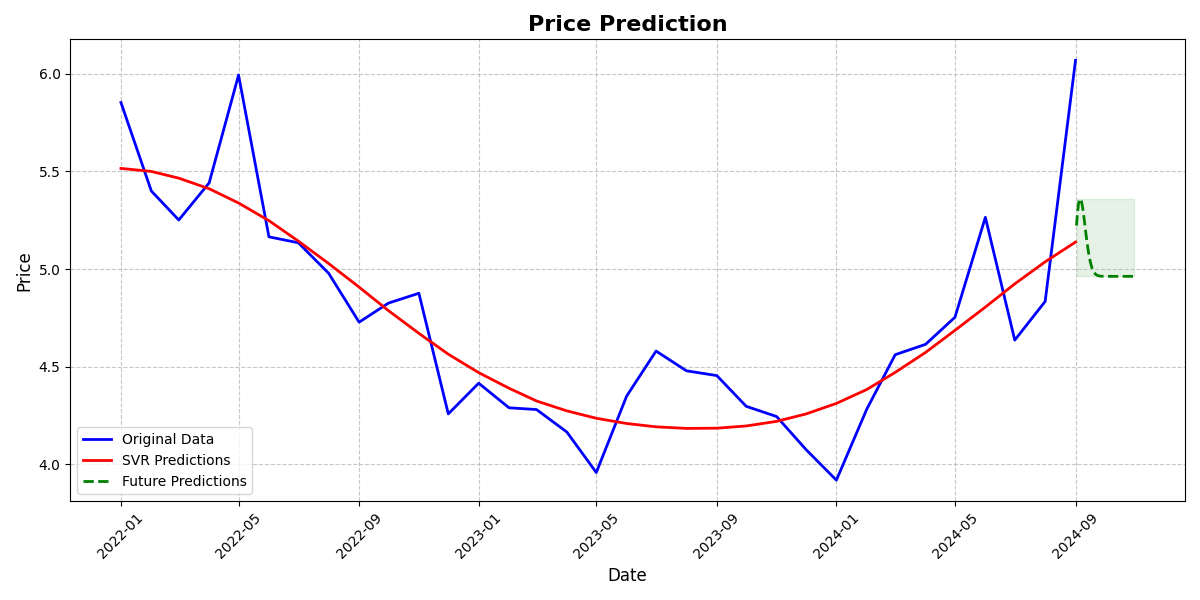 Price Prediction
6.0
5.5
5.0
4.5
4.0
Price
Original Data
SVR Predictions
Future Predictions
2022-01
2022-05
2022-09
2023-01
2023-05
2023-09
2024-01
2024-05
2024-09
Date